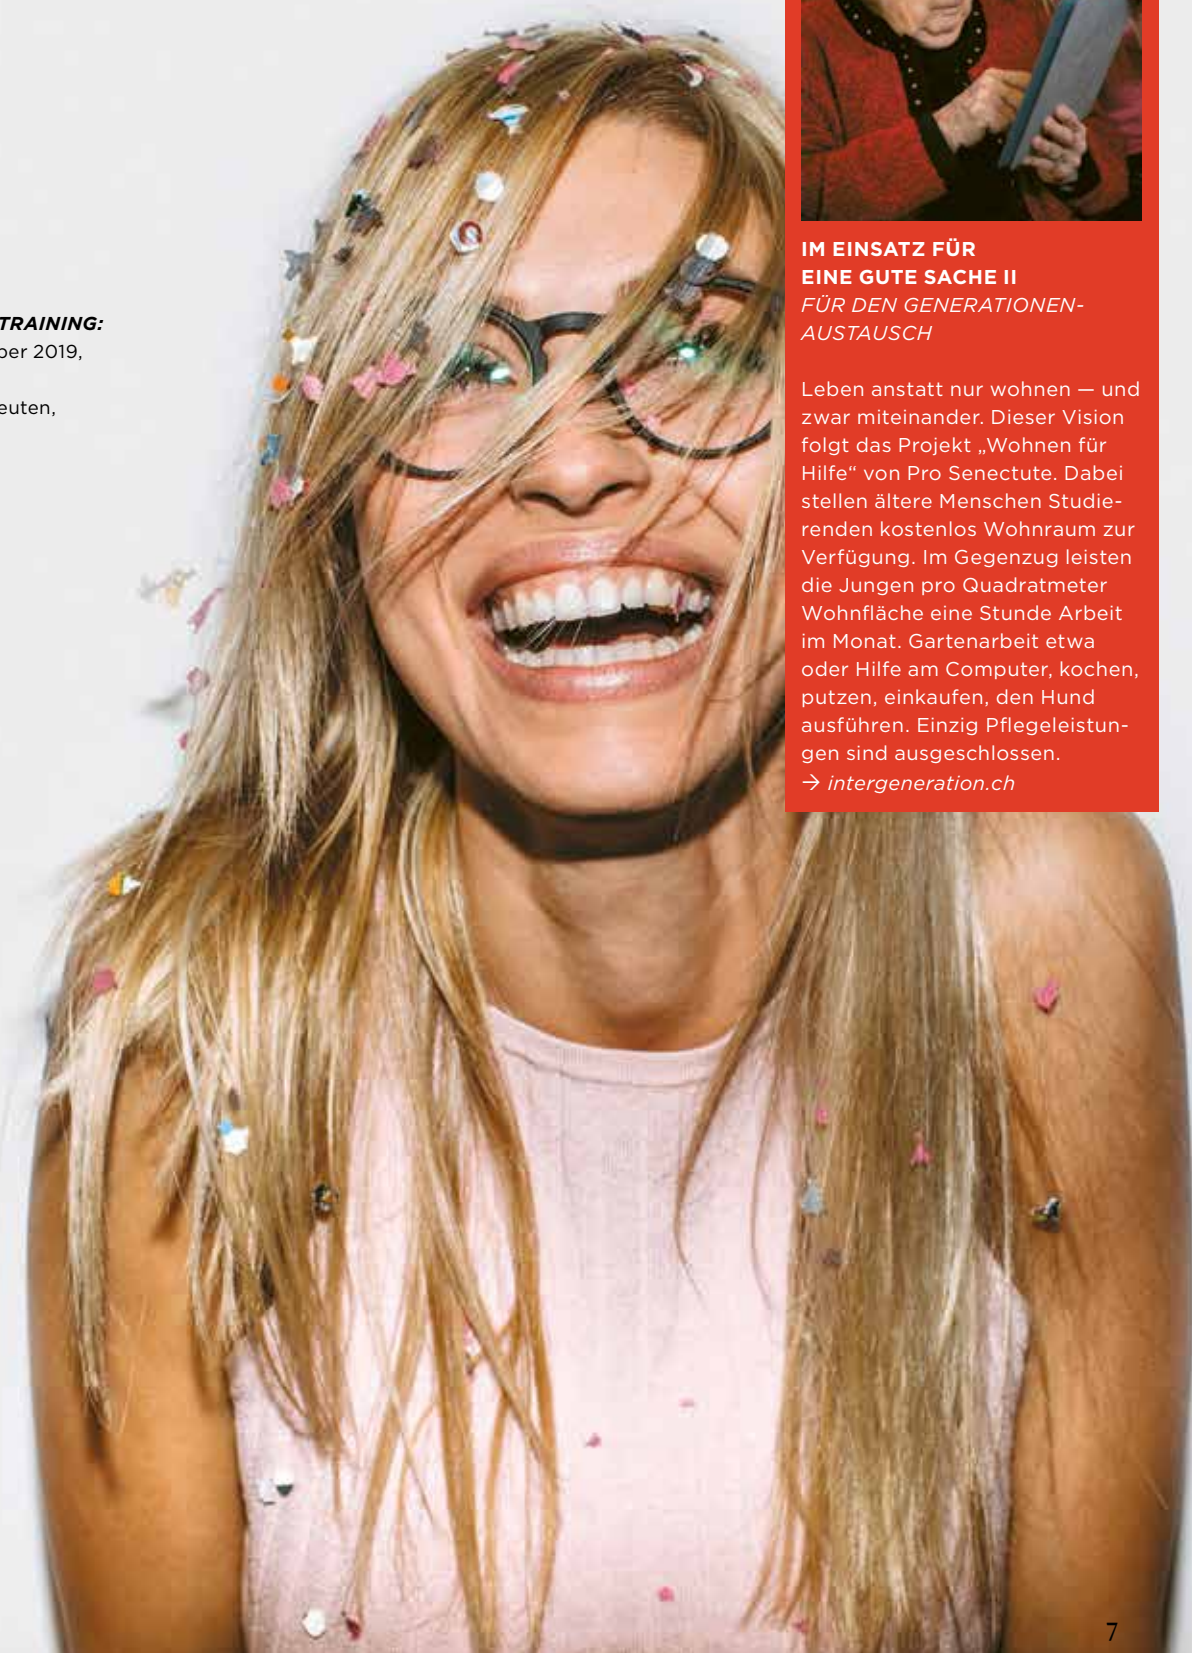 TRAINING:
2019,
IM EINSATZ FÜR
EINE GUTE SACHE II
FÜR DEN GENERATIONEN-
AUSTAUSCH
Leben anstatt nur wohnen — und
zwar miteinander. Dieser Vision
folgt das Projekt „Wohnen für
Hilfe“ von Pro Senectute. Dabei
stellen ältere Menschen Studie-
renden kostenlos Wohnraum zur
Verfügung. Im Gegenzug leisten
die Jungen pro Quadratmeter
Wohnfläche eine Stunde Arbeit
im Monat. Gartenarbeit etwa
oder Hilfe am Computer, kochen,
putzen, einkaufen, den Hund
ausführen. Einzig Pflegeleistun-
gen sind ausgeschlossen.
→ intergeneration.ch
7